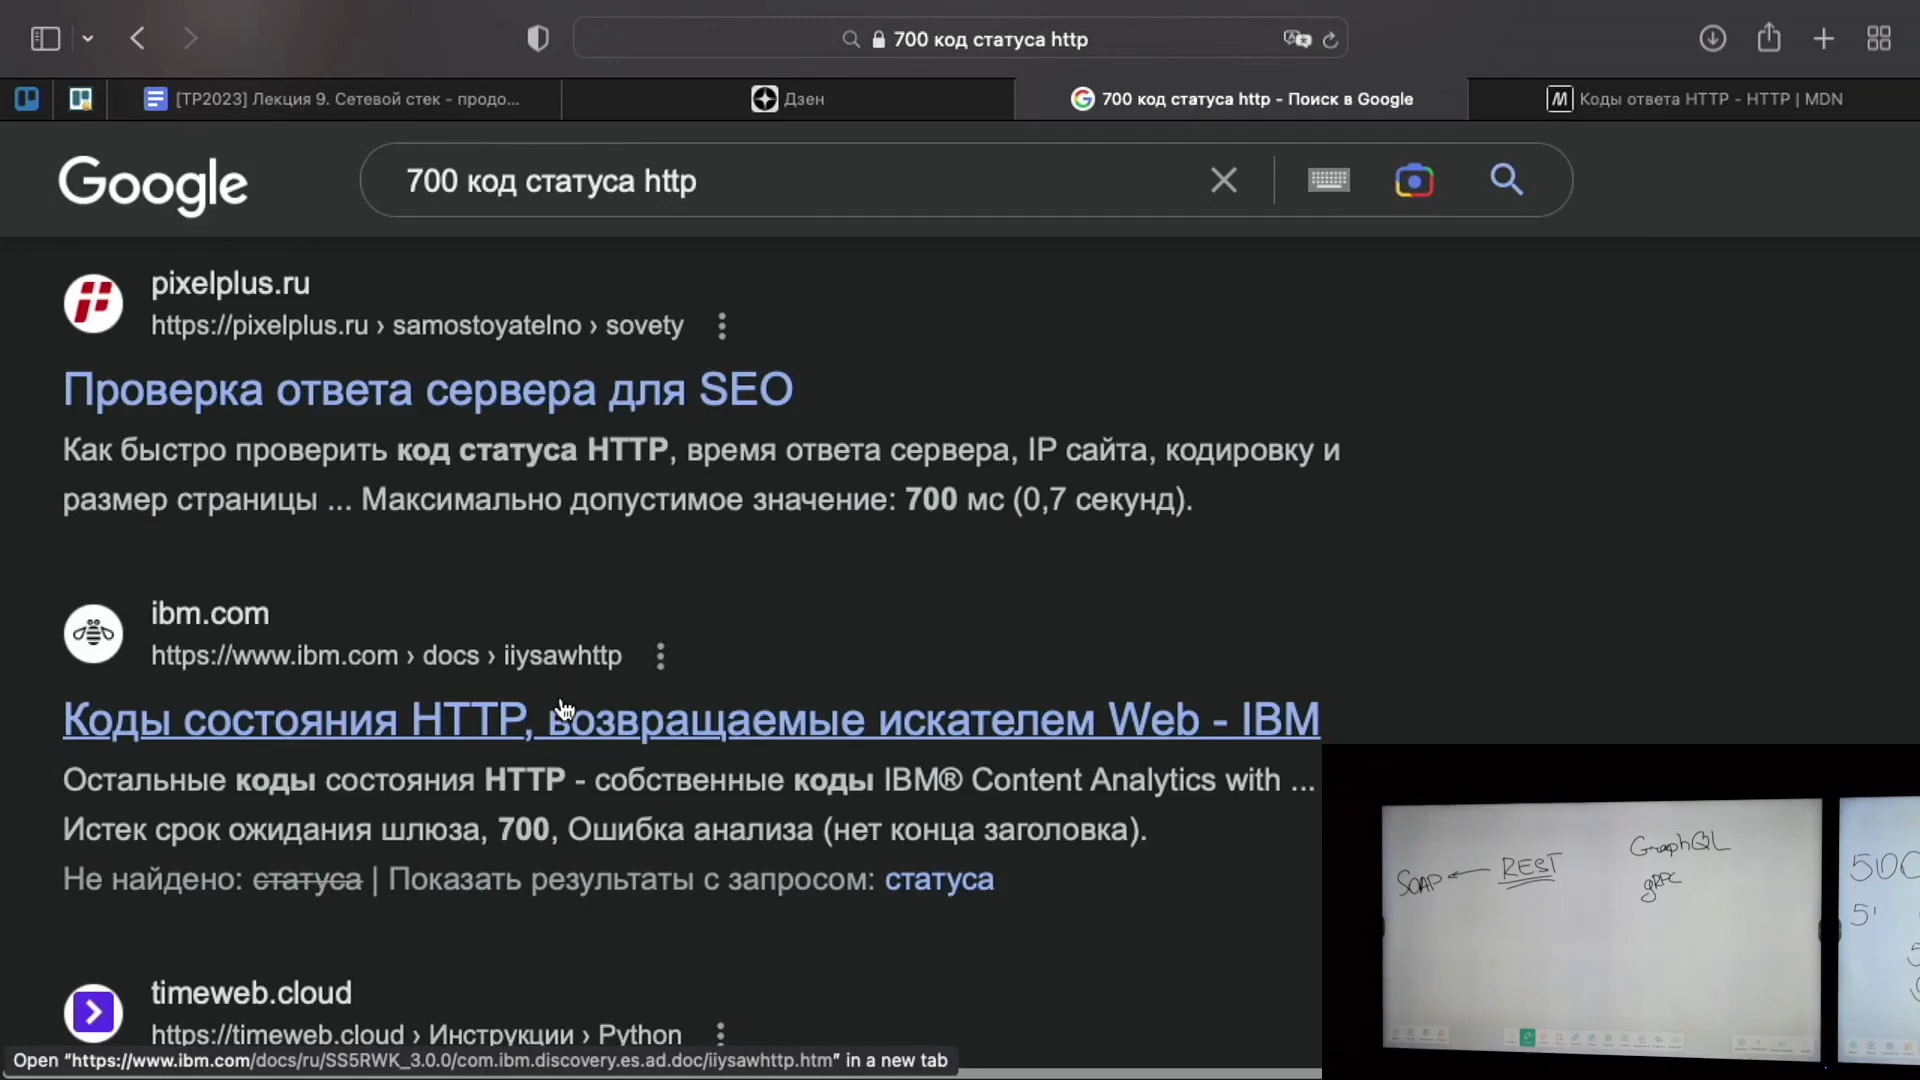 700 код статуса http
[TP2023] Лекция 9. Сетевой стек - продо...
Дзен
700 код статуса http - Поиск в Google
Коды ответа HTTP - HTTP | MDN
Google
700 код статуса http
pixelplus.ru
https://pixelplus.ru › samostoyatelno › sovety
Проверка ответа сервера для SEO
Как быстро проверить код статуса HTTP, время ответа сервера, IP сайта, кодировку и
размер страницы ... Максимально допустимое значение: 700 мс (0,7 секунд).
ibm.com
https://www.ibm.com › docs › iiysawhttp
Коды состояния HTTP, возвращаемые искателем Web - IBM
Остальные коды состояния HTTP - собственные коды IBM® Content Analytics with ...
Истек срок ожидания шлюза, 700, Ошибка анализа (нет конца заголовка).
Не найдено: статуса | Показать результаты с запросом: статуса
timeweb.cloud
https://timeweb.cloud › Инструкции › Python
Open “https://www.ibm.com/docs/ru/SS5RWK_3.0.0/com.ibm.discovery.es.ad.doc/iiysawhttp.htm” in a new tab
GraphQL
SOAP REST
gRPC
500